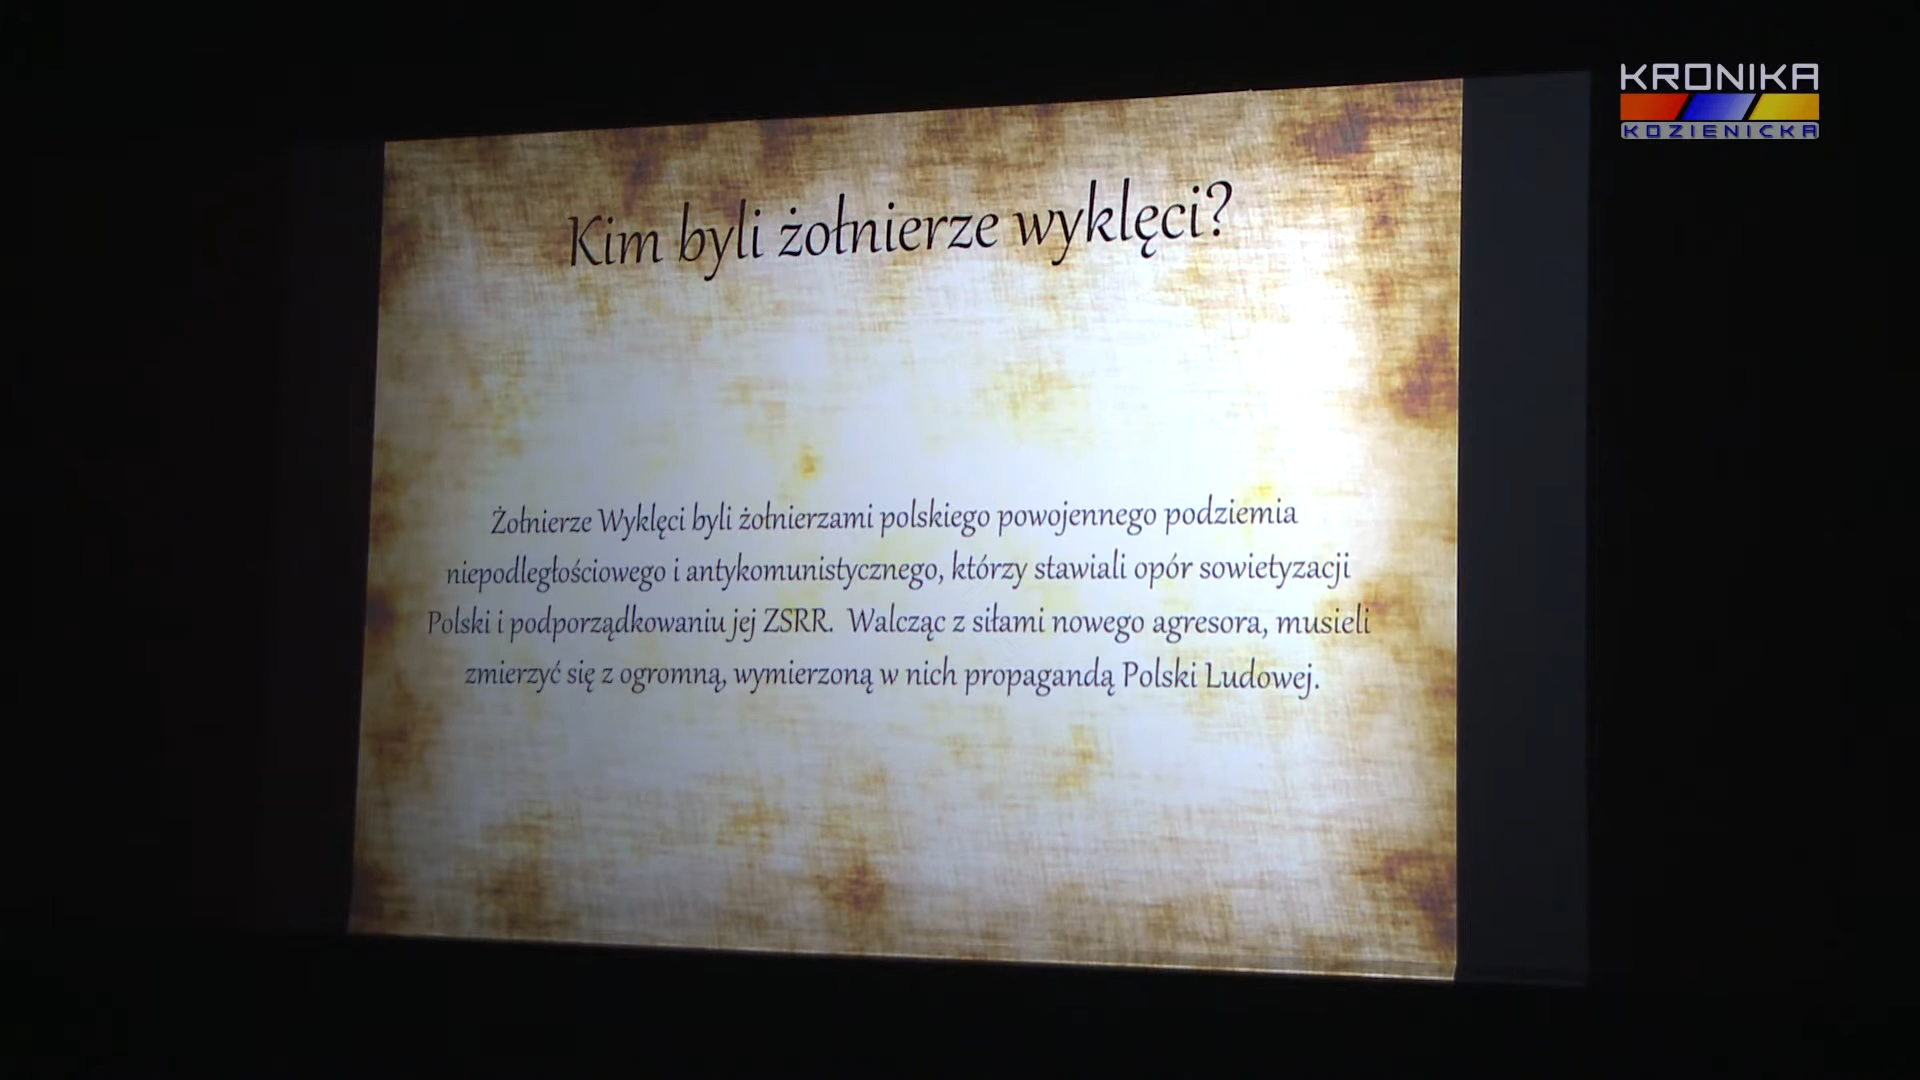 KRONIKA
KOZIENICKA
Kim byli żołnierze wyklęci?
Żołnierze Wyklęci byli żołnierzami polskiego powojennego podziemia
niepodległościowego i antykomunistycznego, którzy stawiali opór sowietyzacji
Polski i podporządkowaniu jej ZSRR. Walcząc z siłami nowego agresora, musieli
zmierzyć się z ogromną, wymierzoną w nich propagandą Polski Ludowej.